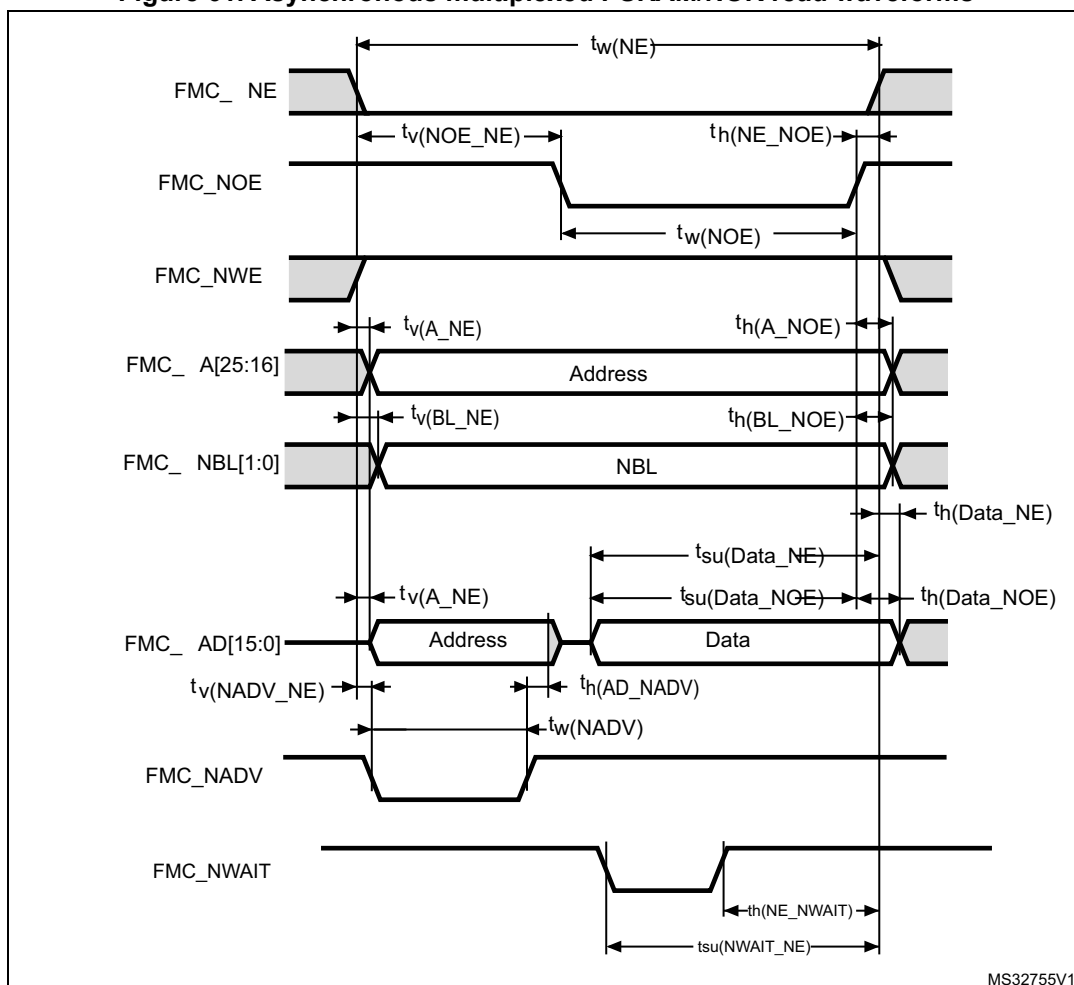 Figure Asynchronous multiplexed PSRAM/NOR read waveforms
tw(NE)
FMC_ NE
tv(NOE_NE)
th(NE_NOE)
FMC_NOE
tw(NOE)
FMC_NWE
tv(A_NE)
th(A_NOE)
FMC_ A[25:16]
Address
tv(BL_NE)
th(BL_NOE)
FMC_ NBL[1:0]
NBL
th(Data_NE)
tsu(Data_NE)
tv(A_NE)
tsu(Data_NOE)
th(Data_NOE)
FMC_ AD[15:0]
Address
Data
tv(NADV_NE)
th(AD_NADV)
tw(NADV)
FMC_NADV
FMC_NWAIT
th(NE_NWAIT)
tsu(NWAIT_NE)
MS32755V1